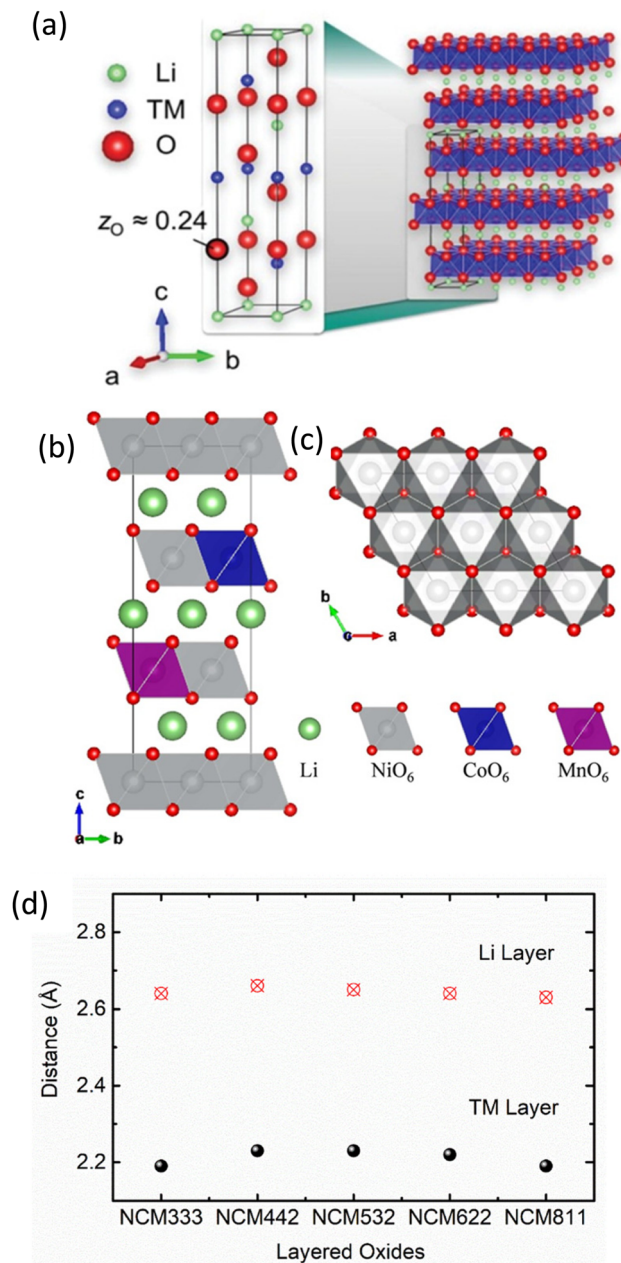 (a)
Li
TM
O
zO ≈ 0.24
c
a
b
(b)
(c)
b
c
a
Li
NiO6
CoO6
MnO6
c
a
b
(d)
2.8
2.6
2.4
2.2
Distance (Å)
Li Layer
TM Layer
NCM333 NCM442 NCM532 NCM622 NCM811
Layered Oxides